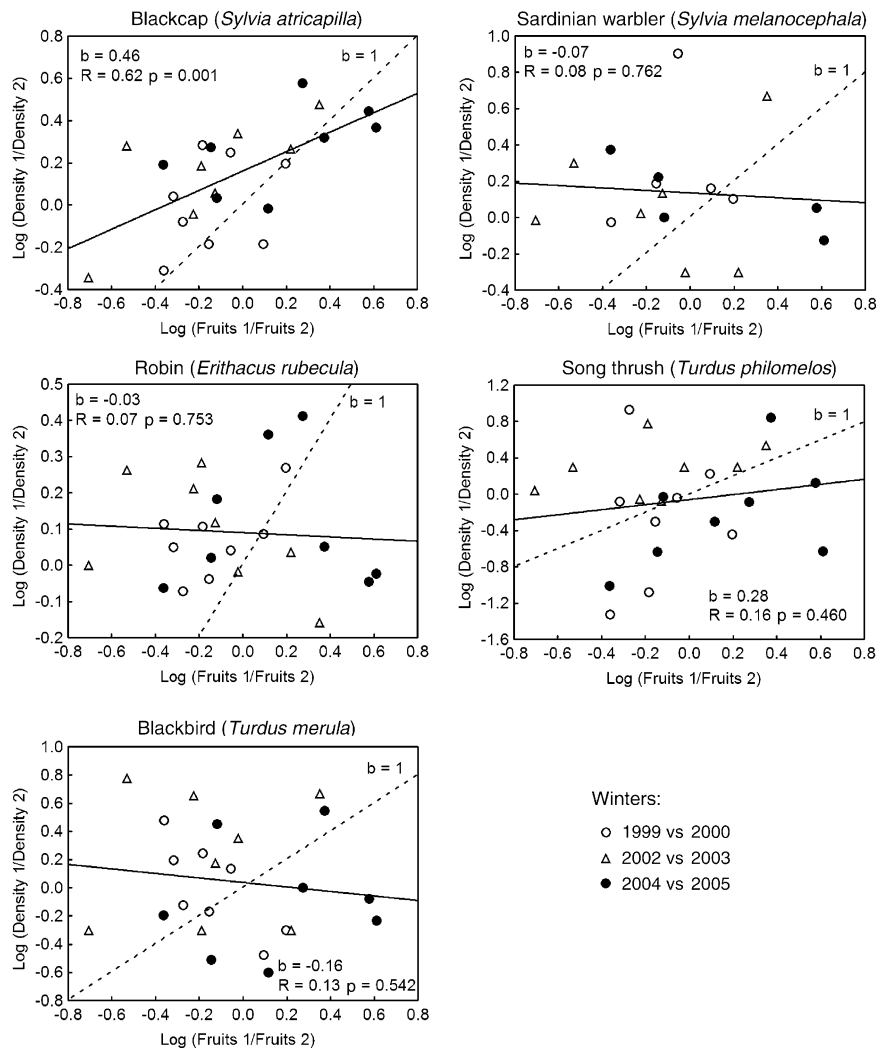 Blackcap (Sylvia atricapilla)
b = 0.46
R = 0.62 p = 0.001
b = 1
Log (Density 1/Density 2)
0.8
0.6
0.4
0.2
0.0
-0.2
-0.4
-0.8 -0.6 -0.4 -0.2 0.0 0.2 0.4 0.6 0.8
Log (Fruits 1/Fruits 2)
Sardinian warbler (Sylvia melanocephala)
b = -0.07
R = 0.08 p = 0.762
b = 1
Log (Density 1/Density 2)
1.0
0.8
0.6
0.4
0.2
0.0
-0.2
0.4
-0.8 -0.6 -0.4 -0.2 0.0 0.2 0.4 0.6 0.8
Log (Fruits 1/Fruits 2)
Robin (Erithacus rubecula)
b = -0.03
R = 0.07 p = 0.753
b = 1
Log (Density 1/Density 2)
0.5
0.4
0.3
0.2
0.1
0.0
0.1
0.2
-0.8 -0.6 -0.4 -0.2 0.0 0.2 0.4 0.6 0.8
Log (Fruits 1/Fruits 2)
Song thrush (Turdus philomelos)
b = 1
b = 0.28
R = 0.16 p = 0.460
Log (Density 1/Density 2)
1.2
0.8
0.4
0.0
-0.4
-0.8
-1.2
-1.6
-0.8 -0.6 -0.4 -0.2 0.0 0.2 0.4 0.6 0.8
Log (Fruits 1/Fruits 2)
Blackbird (Turdus merula)
b = 1
b = -0.16
R = 0.13 p = 0.542
Log (Density 1/Density 2)
1.0
0.8
0.6
0.4
0.2
0.0
-0.2
-0.4
-0.6
-0.8
-0.8 -0.6 -0.4 -0.2 0.0 0.2 0.4 0.6 0.8
Log (Fruits 1/Fruits 2)
Winters:
1999 vs 2000
2002 vs 2003
2004 vs 2005